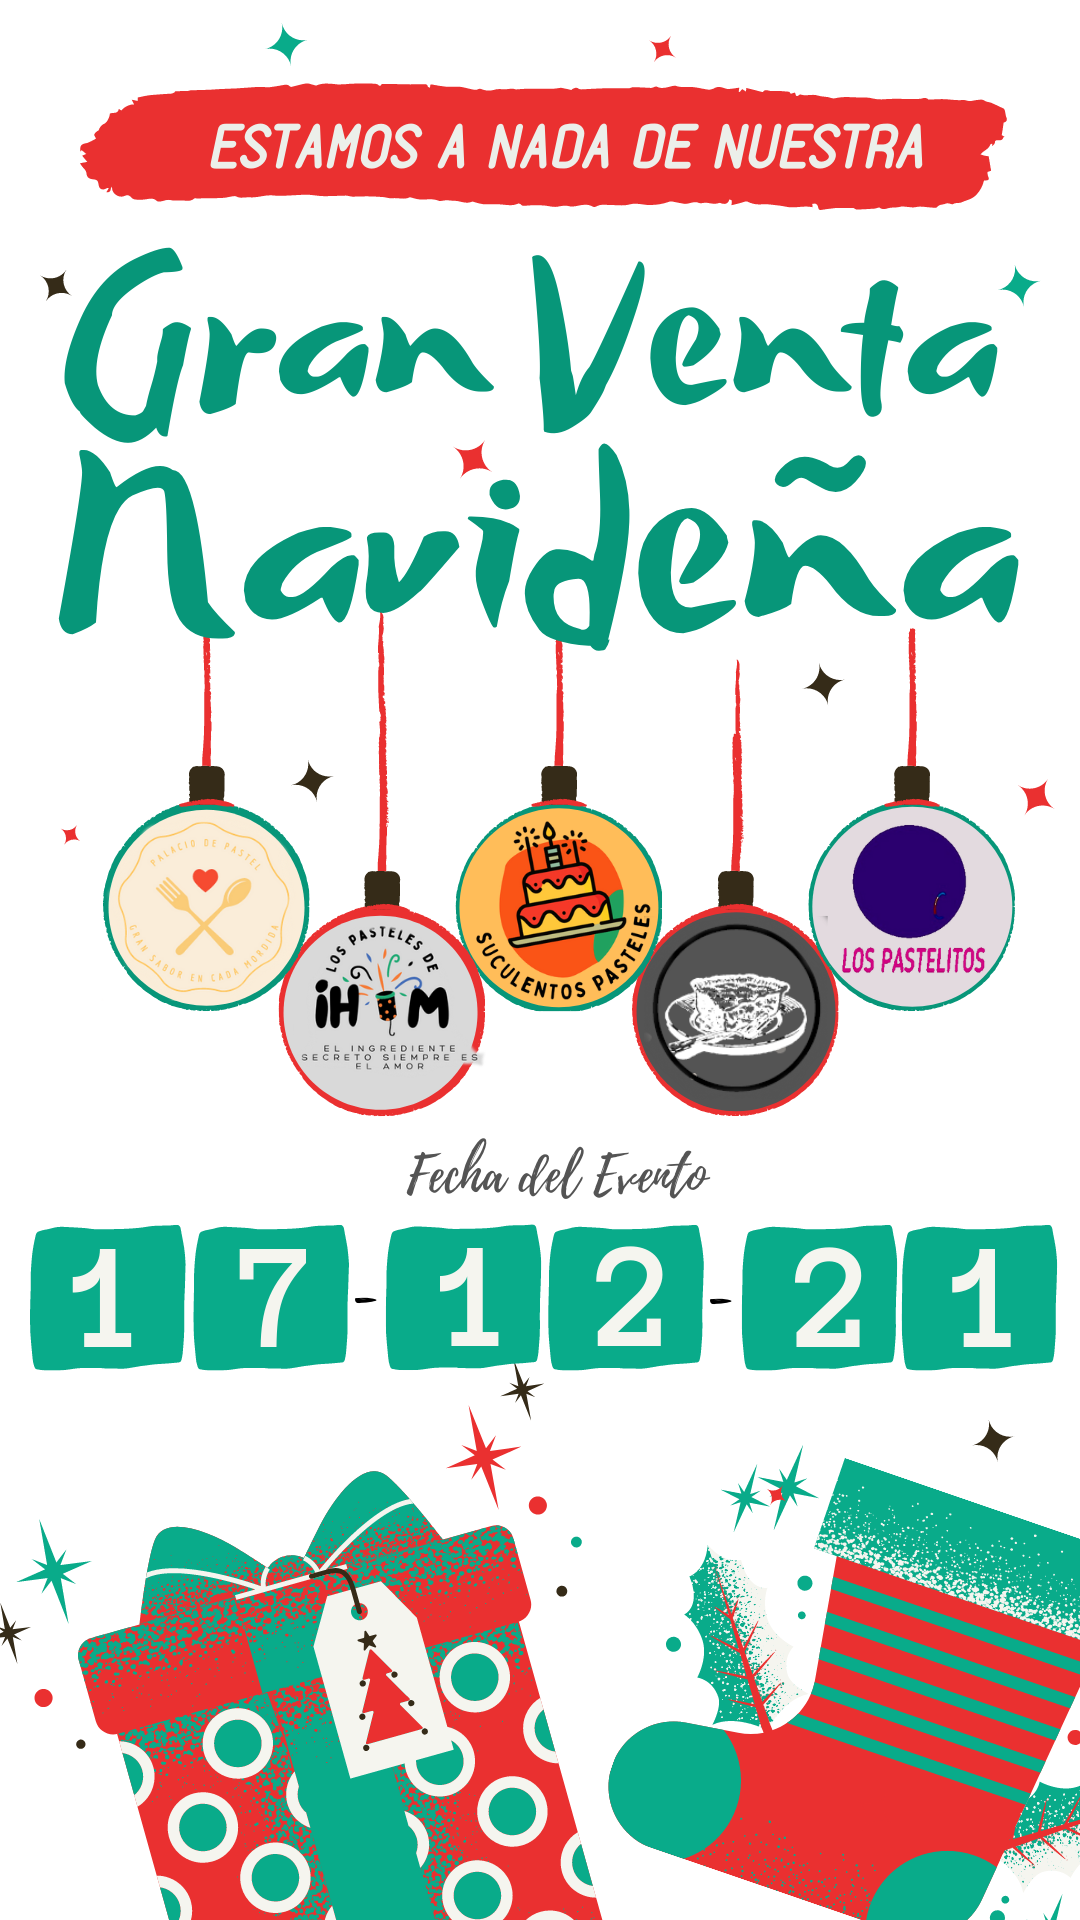 ESTAMOS A NADA DE NUESTRA
Gran Venta
Navideña
PALACIO DE PASTEL
GRAN SABOR EN CADA MORDIDA
LOS PASTELES DE
iH M
EL INGREDIENTE
SECRETO SIEMPRE ES
EL AMOR
SUCULENTOS PASTELES
LOS PASTELITOS
Fecha del Evento
17-12-21